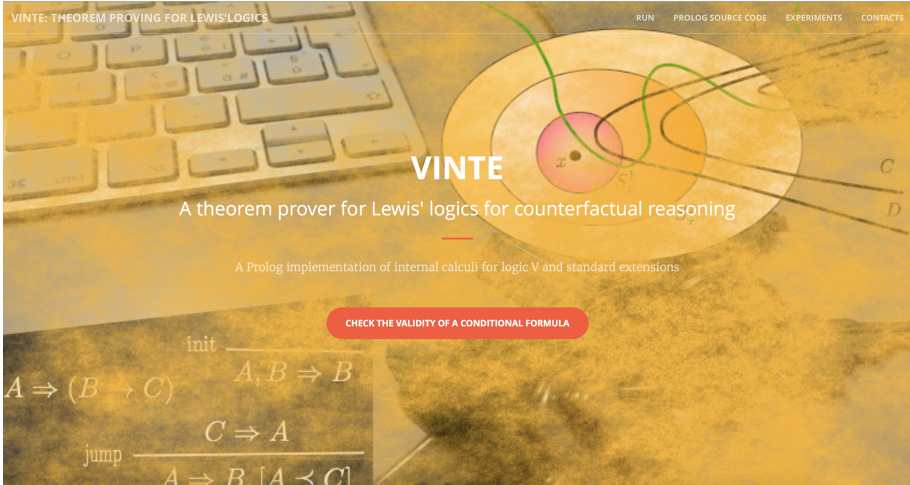 VINTE: THEOREM PROVING FOR LEWIS'LOGICS
RUN PROLOG SOURCE CODE EXPERIMENTS CONTACTS
VINTE
A theorem prover for Lewis' logics for counterfactual reasoning
A Prolog implementation of internal calculi for logic V and standard extensions
CHECK THE VALIDITY OF A CONDITIONAL FORMULA
x
C
D
cmd
init
A, B ⇒ B
A ⇒ (B → C)
C ⇒ A
jump
A ⇒ B, [A ≺ C]